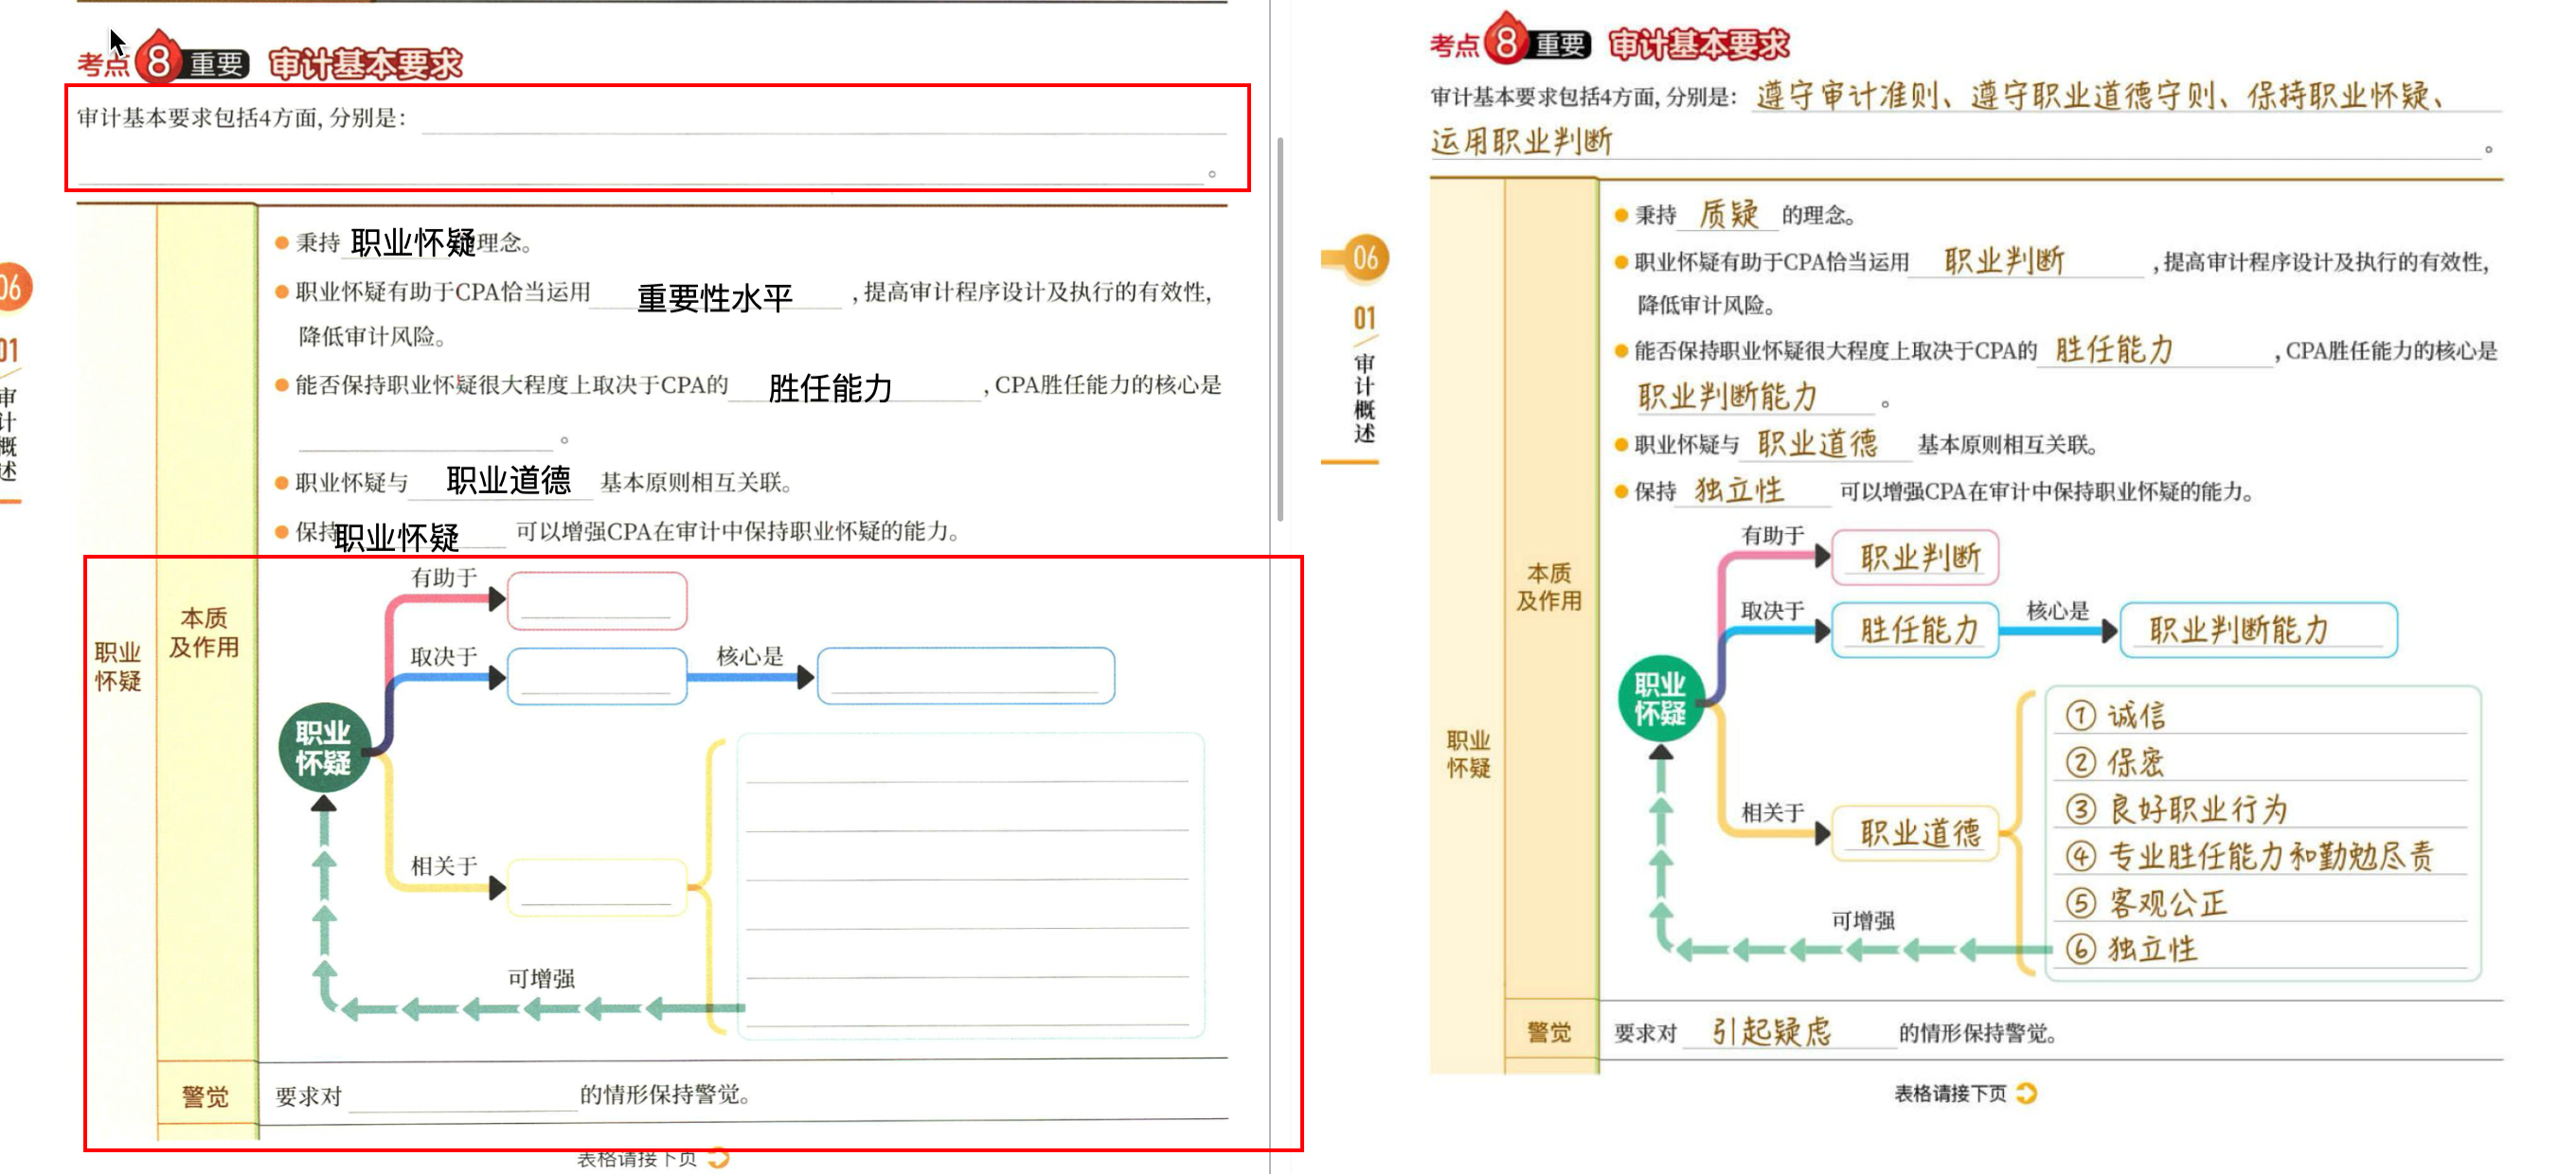 考点 8 重要 审计基本要求
审计基本要求包括4方面,分别是:
。
秉持 职业怀疑 理念。
职业怀疑有助于CPA恰当运用 重要性水平 ,提高审计程序设计及执行的有效性,
降低审计风险。
能否保持职业怀疑很大程度上取决于CPA的 胜任能力 ,CPA胜任能力的核心是
。
职业怀疑与 职业道德 基本原则相互关联。
保持 职业怀疑 可以增强CPA在审计中保持职业怀疑的能力。
有助于
取决于
核心是
职业
怀疑
相关于
可增强
职业
怀疑
本质
及作用
警觉
要求对 的情形保持警觉。
表格请接下页
06
01
审计概述
考点 8 重要 审计基本要求
审计基本要求包括4方面,分别是: 遵守审计准则、遵守职业道德守则、保持职业怀疑、
运用职业判断 。
秉持 质疑 的理念。
职业怀疑有助于CPA恰当运用 职业判断 ,提高审计程序设计及执行的有效性,
降低审计风险。
能否保持职业怀疑很大程度上取决于CPA的 胜任能力 ,CPA胜任能力的核心是
职业判断能力 。
职业怀疑与 职业道德 基本原则相互关联。
保持 独立性 可以增强CPA在审计中保持职业怀疑的能力。
有助于 职业判断
取决于 胜任能力 核心是 职业判断能力
职业
怀疑
相关于 职业道德
① 诚信
② 保密
③ 良好职业行为
④ 专业胜任能力和勤勉尽责
⑤ 客观公正
⑥ 独立性
可增强
职业
怀疑
本质
及作用
警觉
要求对 引起疑虑 的情形保持警觉。
表格请接下页
06
01
审计概述